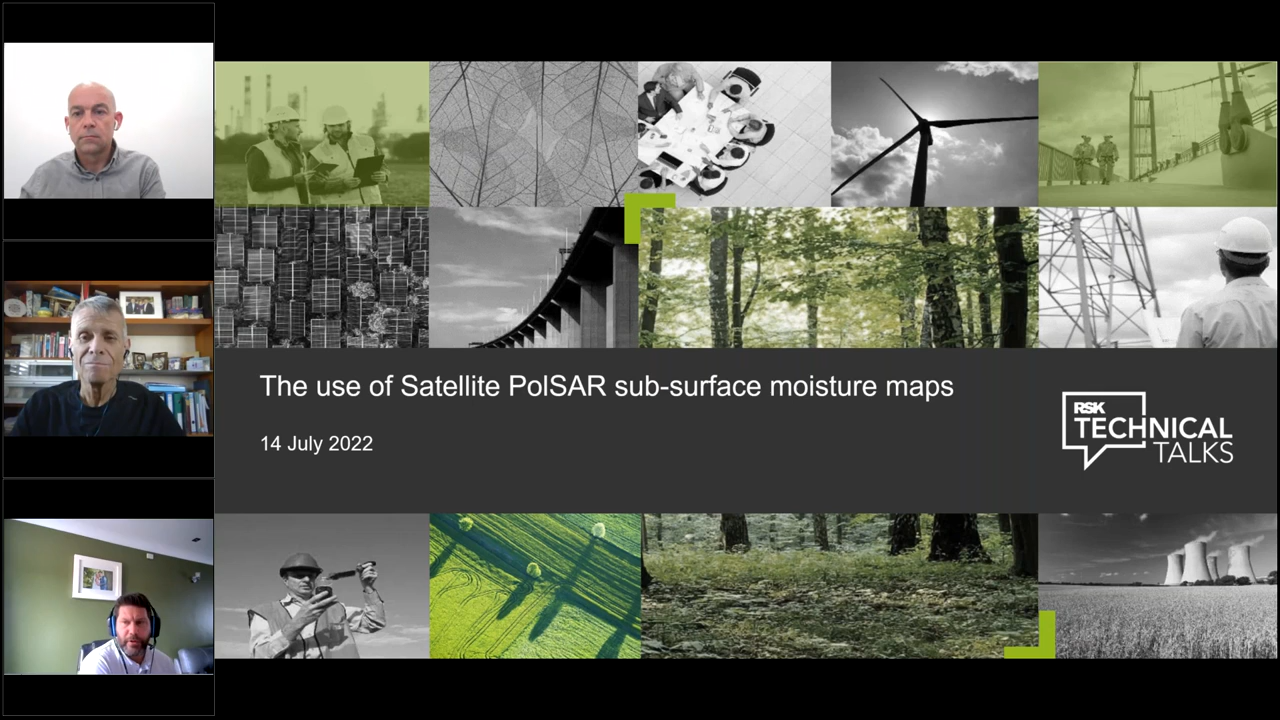 The use of Satellite PolSAR sub-surface moisture maps
14 July 2022
RSK
TECHNICAL
TALKS